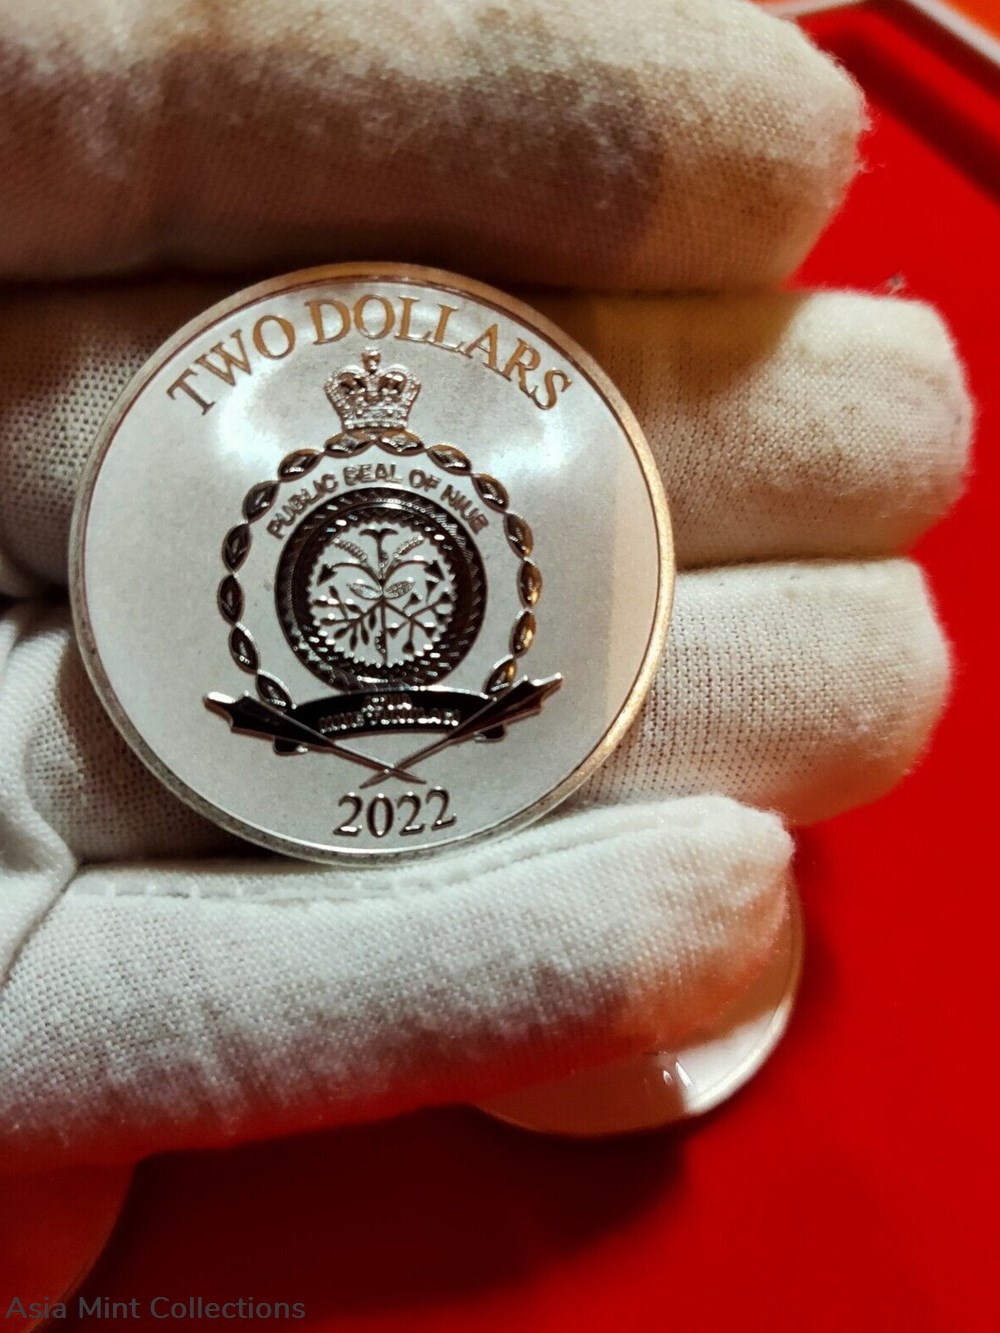 TWO DOLLARS
PUBLIC SEAL OF NIUE
2022
Asia Mint Collections